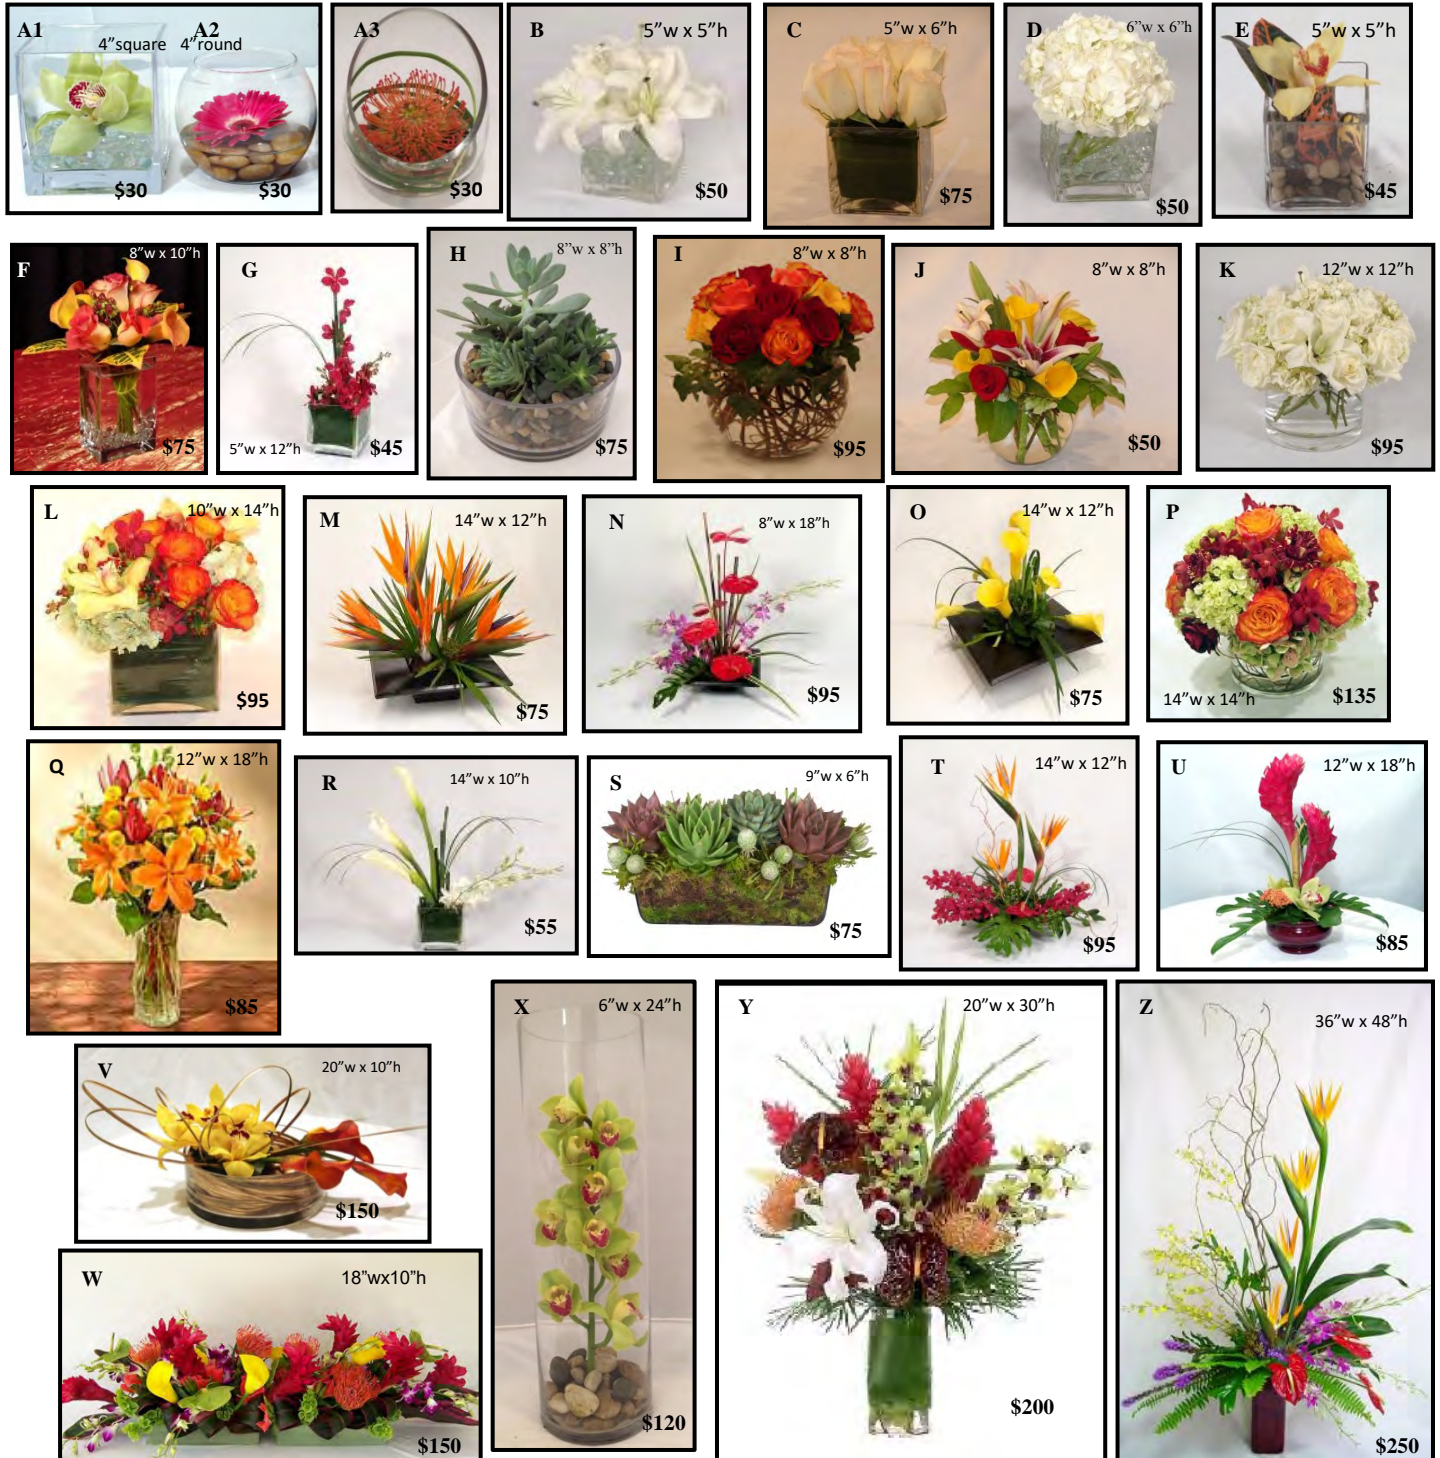 A1
4”square
$30
A2
4”round
$30
A3
$30
B
5”w x 5”h
$50
C
5”w x 6”h
$75
D
6”w x 6”h
$50
E
5”w x 5”h
$45
F
8”w x 10”h
$75
G
5”w x 12”h
$45
H
8”w x 8”h
$75
I
8”w x 8”h
$95
J
8”w x 8”h
$50
K
12”w x 12”h
$95
L
10”w x 14”h
$95
M
14”w x 12”h
$75
N
8”w x 18”h
$95
O
14”w x 12”h
$75
P
14”w x 14”h
$135
Q
12”w x 18”h
$85
R
14”w x 10”h
$55
S
9”w x 6”h
$75
T
14”w x 12”h
$95
U
12”w x 18”h
$85
V
20”w x 10”h
$150
W
18”wx10”h
$150
X
6”w x 24”h
$120
Y
20”w x 30”h
$200
Z
36”w x 48”h
$250